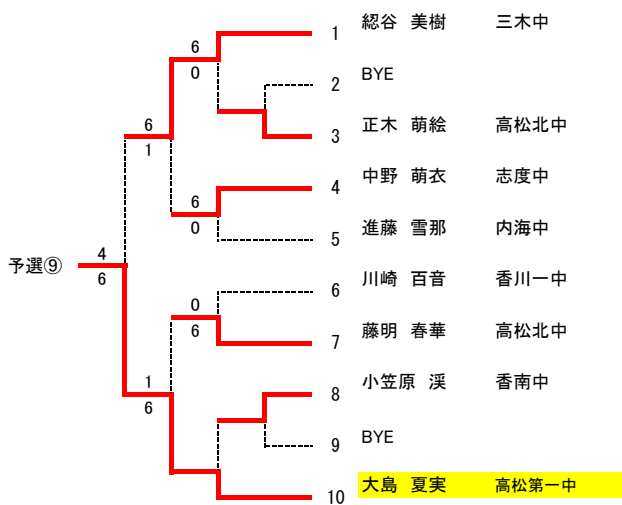 1 綛谷 美樹 三木中
6
0
2 BYE
3 正木 萌絵 高松北中
6
1
4 中野 萌衣 志度中
6
0
5 進藤 雪那 内海中
予選⑨
4
6
6 川崎 百音 香川一中
0
6
7 藤明 春華 高松北中
8 小笠原 渓 香南中
1
6
9 BYE
10 大島 夏実 高松第一中